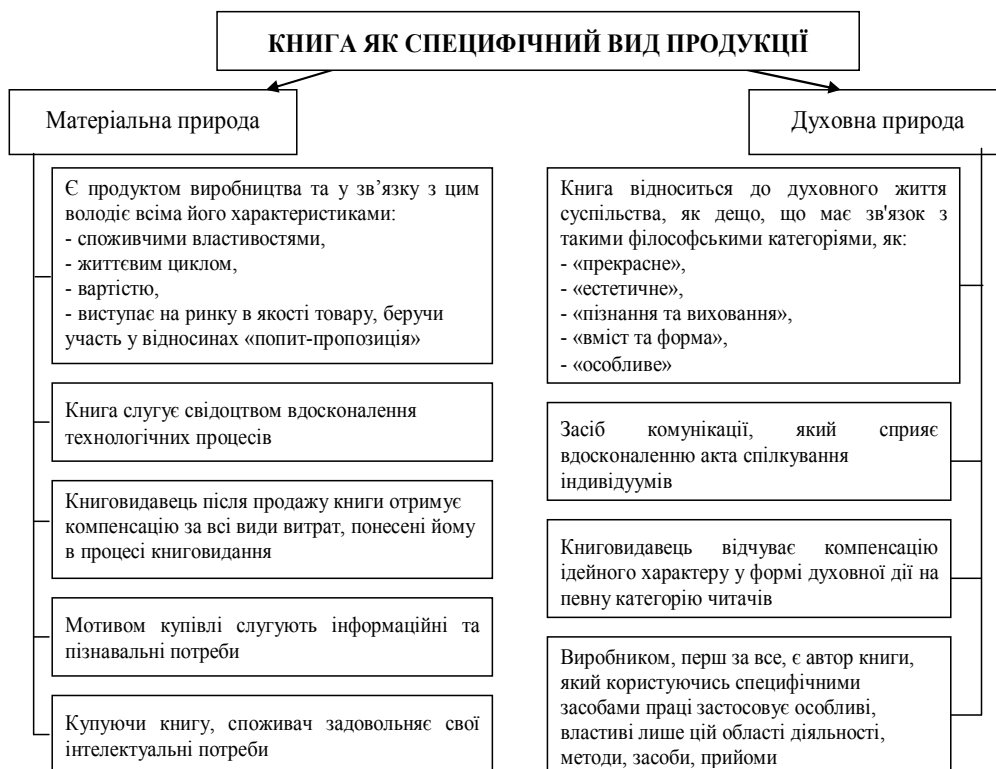 КНИГА ЯК СПЕЦИФІЧНИЙ ВИД ПРОДУКЦІЇ
Матеріальна природа
Є продуктом виробництва та у зв’язку з цим
володіє всіма його характеристиками:
- споживчими властивостями,
- життєвим циклом,
- вартістю,
- виступає на ринку в якості товару, беручи
участь у відносинах «попит-пропозиція»
Книга слугує свідоцтвом вдосконалення
технологічних процесів
Книговидавець після продажу книги отримує
компенсацію за всі види витрат, понесені йому
в процесі книговидання
Мотивом купівлі слугують інформаційні та
пізнавальні потреби
Купуючи книгу, споживач задовольняє свої
інтелектуальні потреби
Духовна природа
Книга відноситься до духовного життя
суспільства, як дещо, що має зв'язок з
такими філософськими категоріями, як:
- «прекрасне»,
- «естетичне»,
- «пізнання та виховання»,
- «вміст та форма»,
- «особливе»
Засіб комунікації, який сприяє
вдосконаленню акта спілкування
індивідуумів
Книговидавець відчуває компенсацію
ідейного характеру у формі духовної дії на
певну категорію читачів
Виробником, перш за все, є автор книги,
який користуючись специфічними
засобами праці застосовує особливі,
властиві лише цій області діяльності,
методи, засоби, прийоми